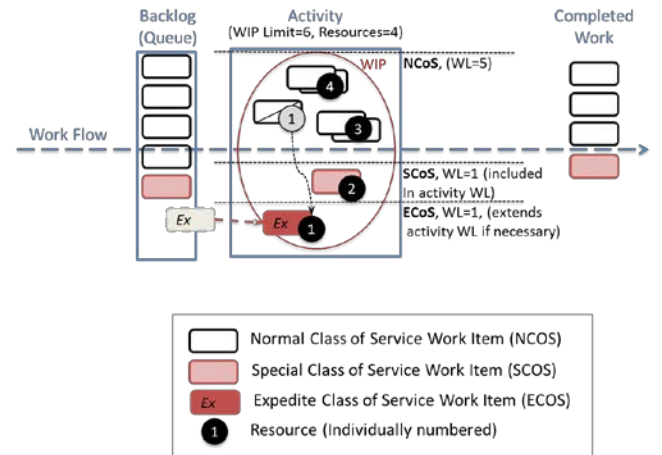 Backlog
(Queue)
Activity
(WIP Limit=6, Resources=4)
Completed
Work
WIP
NCoS, (WL=5)
4
1
3
Work Flow
SCoS, WL=1 (included
In activity WL)
2
ECoS, WL=1, (extends
activity WL if necessary)
Ex
Ex
1
Normal Class of Service Work Item (NCOS)
Special Class of Service Work Item (SCOS)
Ex
Expedite Class of Service Work Item (ECOS)
1
Resource (Individually numbered)